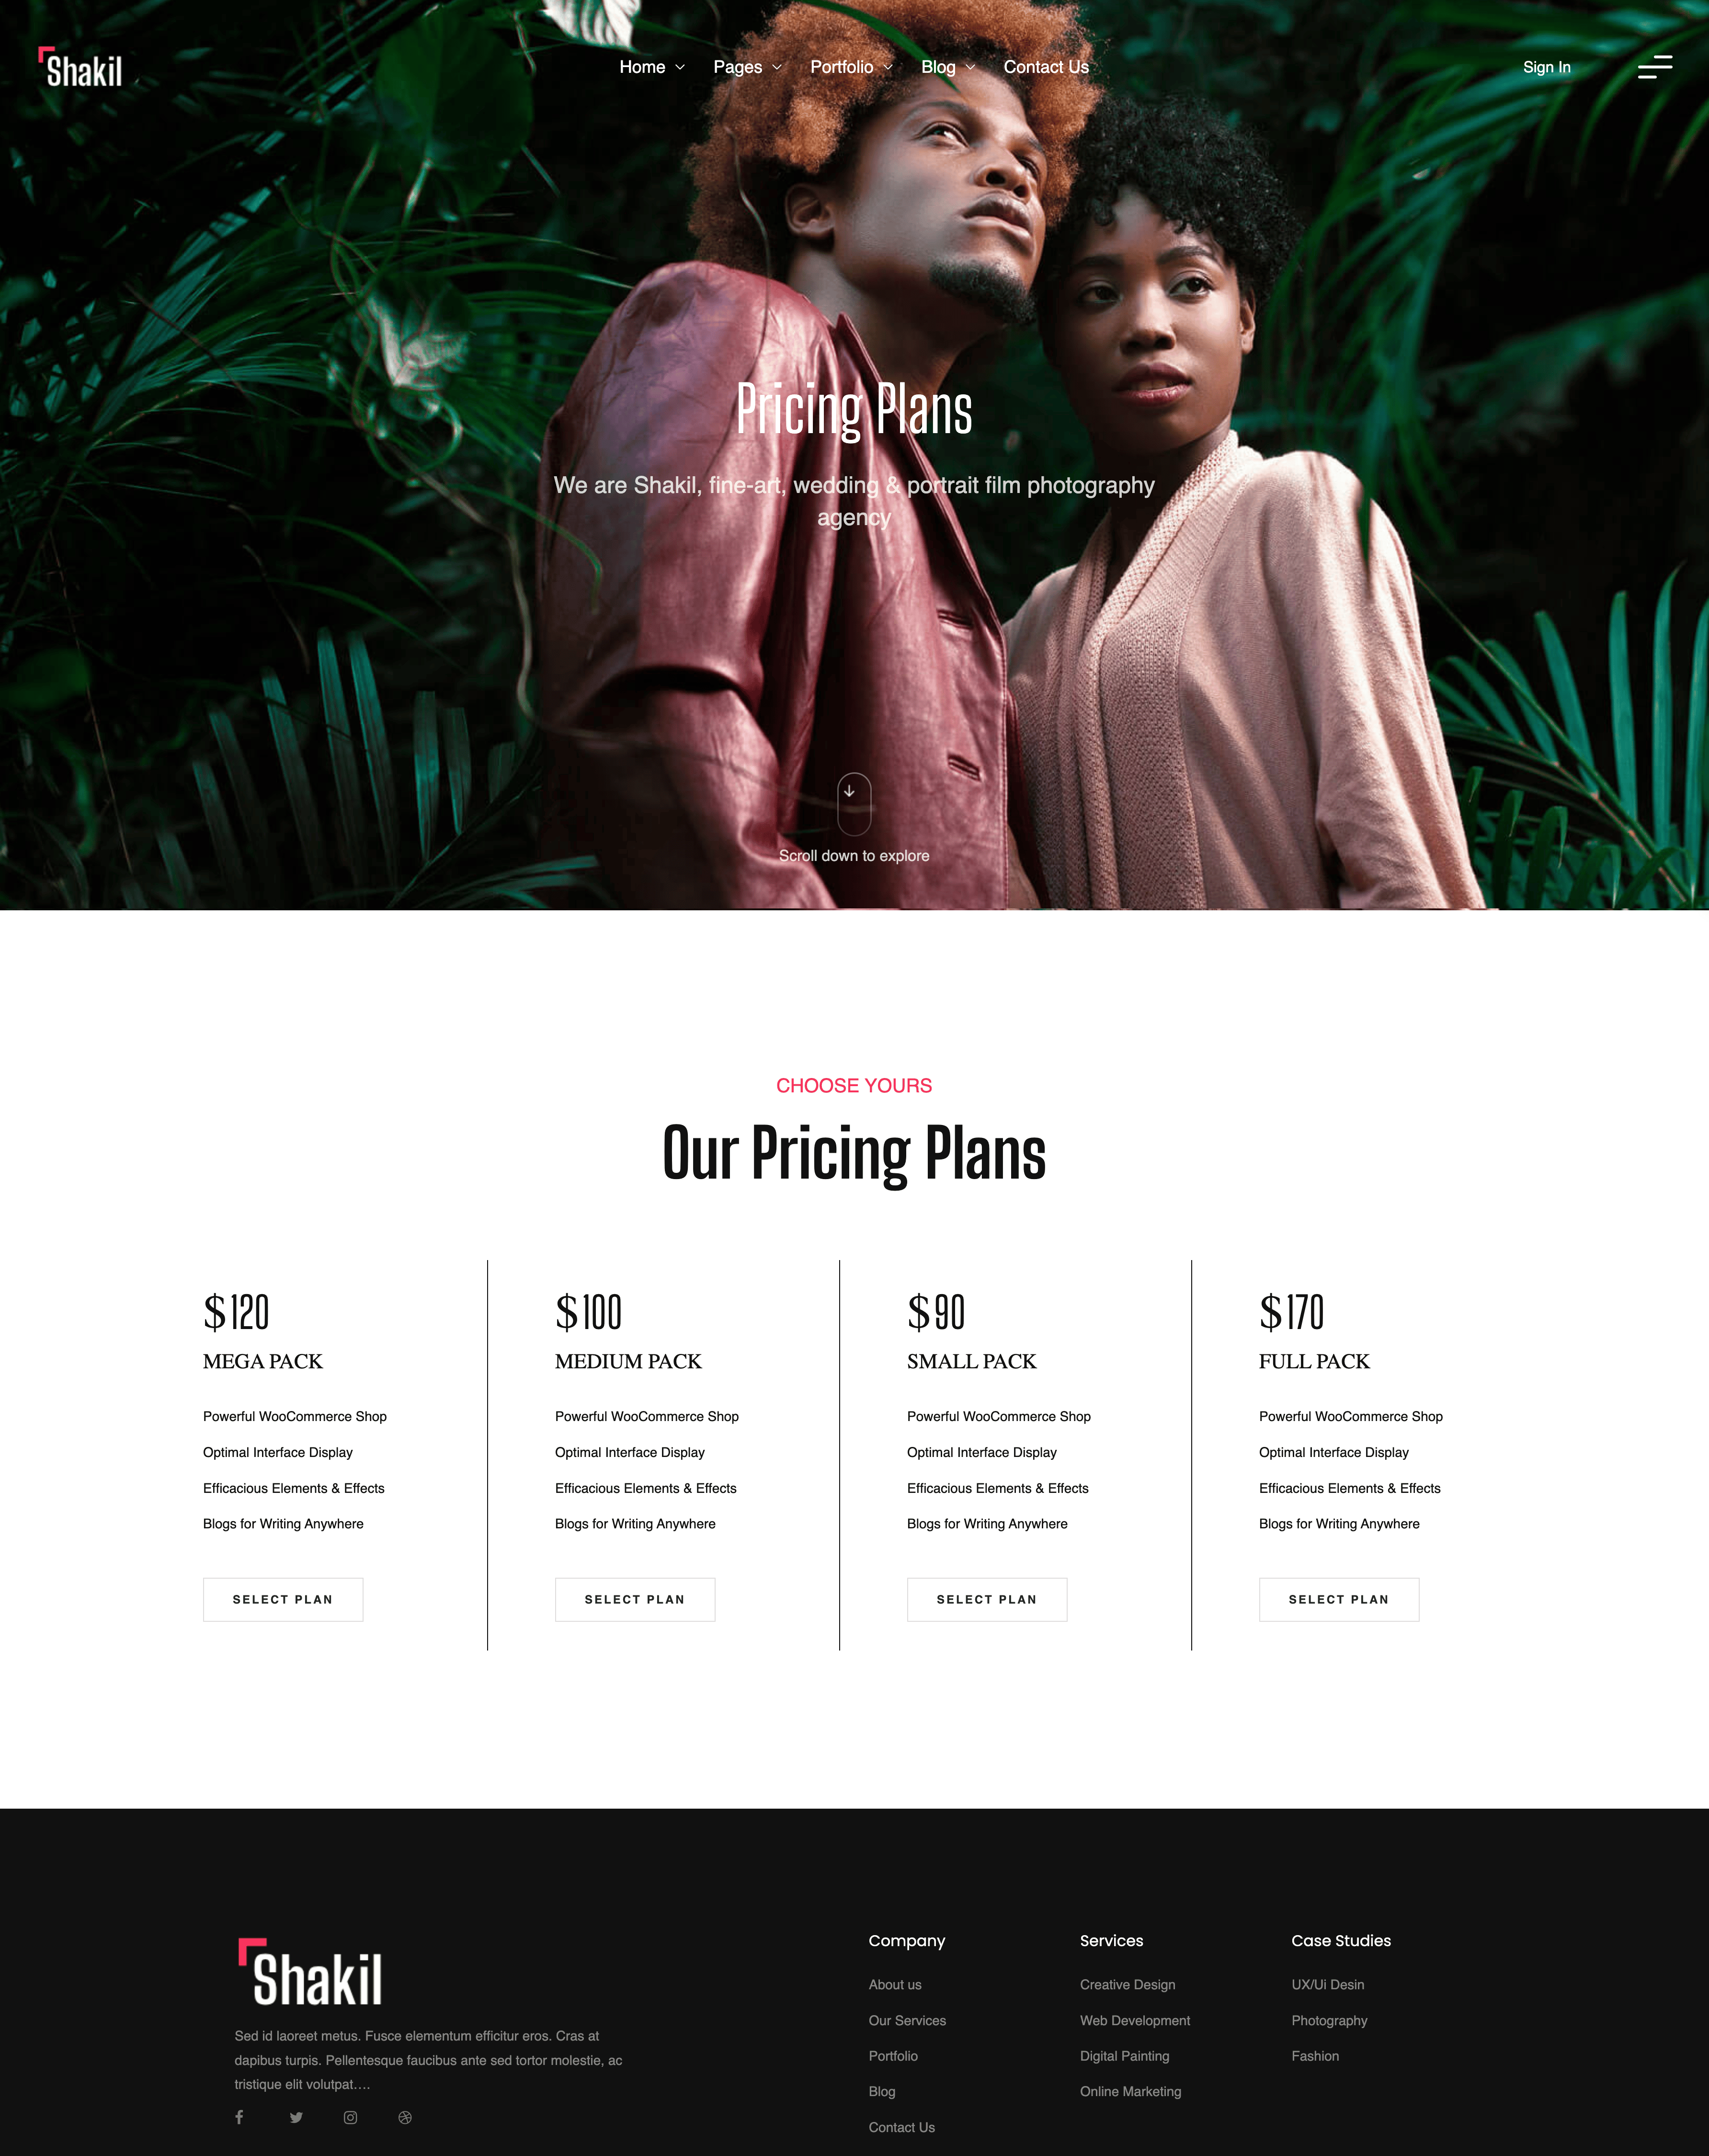 Shakil
Home
Pages
Portfolio
Blog
Contact Us
Sign In
Pricing Plans
We are Shakil, fine-art, wedding & portrait film photography
agency
Scroll down to explore
CHOOSE YOURS
Our Pricing Plans
$120
MEGA PACK
Powerful WooCommerce Shop
Optimal Interface Display
Efficacious Elements & Effects
Blogs for Writing Anywhere
SELECT PLAN
$100
MEDIUM PACK
Powerful WooCommerce Shop
Optimal Interface Display
Efficacious Elements & Effects
Blogs for Writing Anywhere
SELECT PLAN
$90
SMALL PACK
Powerful WooCommerce Shop
Optimal Interface Display
Efficacious Elements & Effects
Blogs for Writing Anywhere
SELECT PLAN
$170
FULL PACK
Powerful WooCommerce Shop
Optimal Interface Display
Efficacious Elements & Effects
Blogs for Writing Anywhere
SELECT PLAN
Shakil
Sed id laoreet metus. Fusce elementum efficitur eros. Cras at
dapibus turpis. Pellentesque faucibus ante sed tortor molestie, ac
tristique elit volutpat….
Company
About us
Our Services
Portfolio
Blog
Contact Us
Services
Creative Design
Web Development
Digital Painting
Online Marketing
Case Studies
UX/Ui Desin
Photography
Fashion